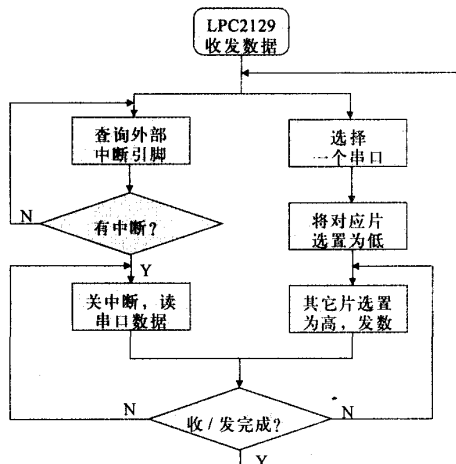 LPC2129
收发数据
查询外部
中断引脚
选择
一个串口
有中断？
N
将对应片
选置为低
Y
关中断，读
串口数据
其它片选置
为高，发数
N
收/发完成？
N
Y